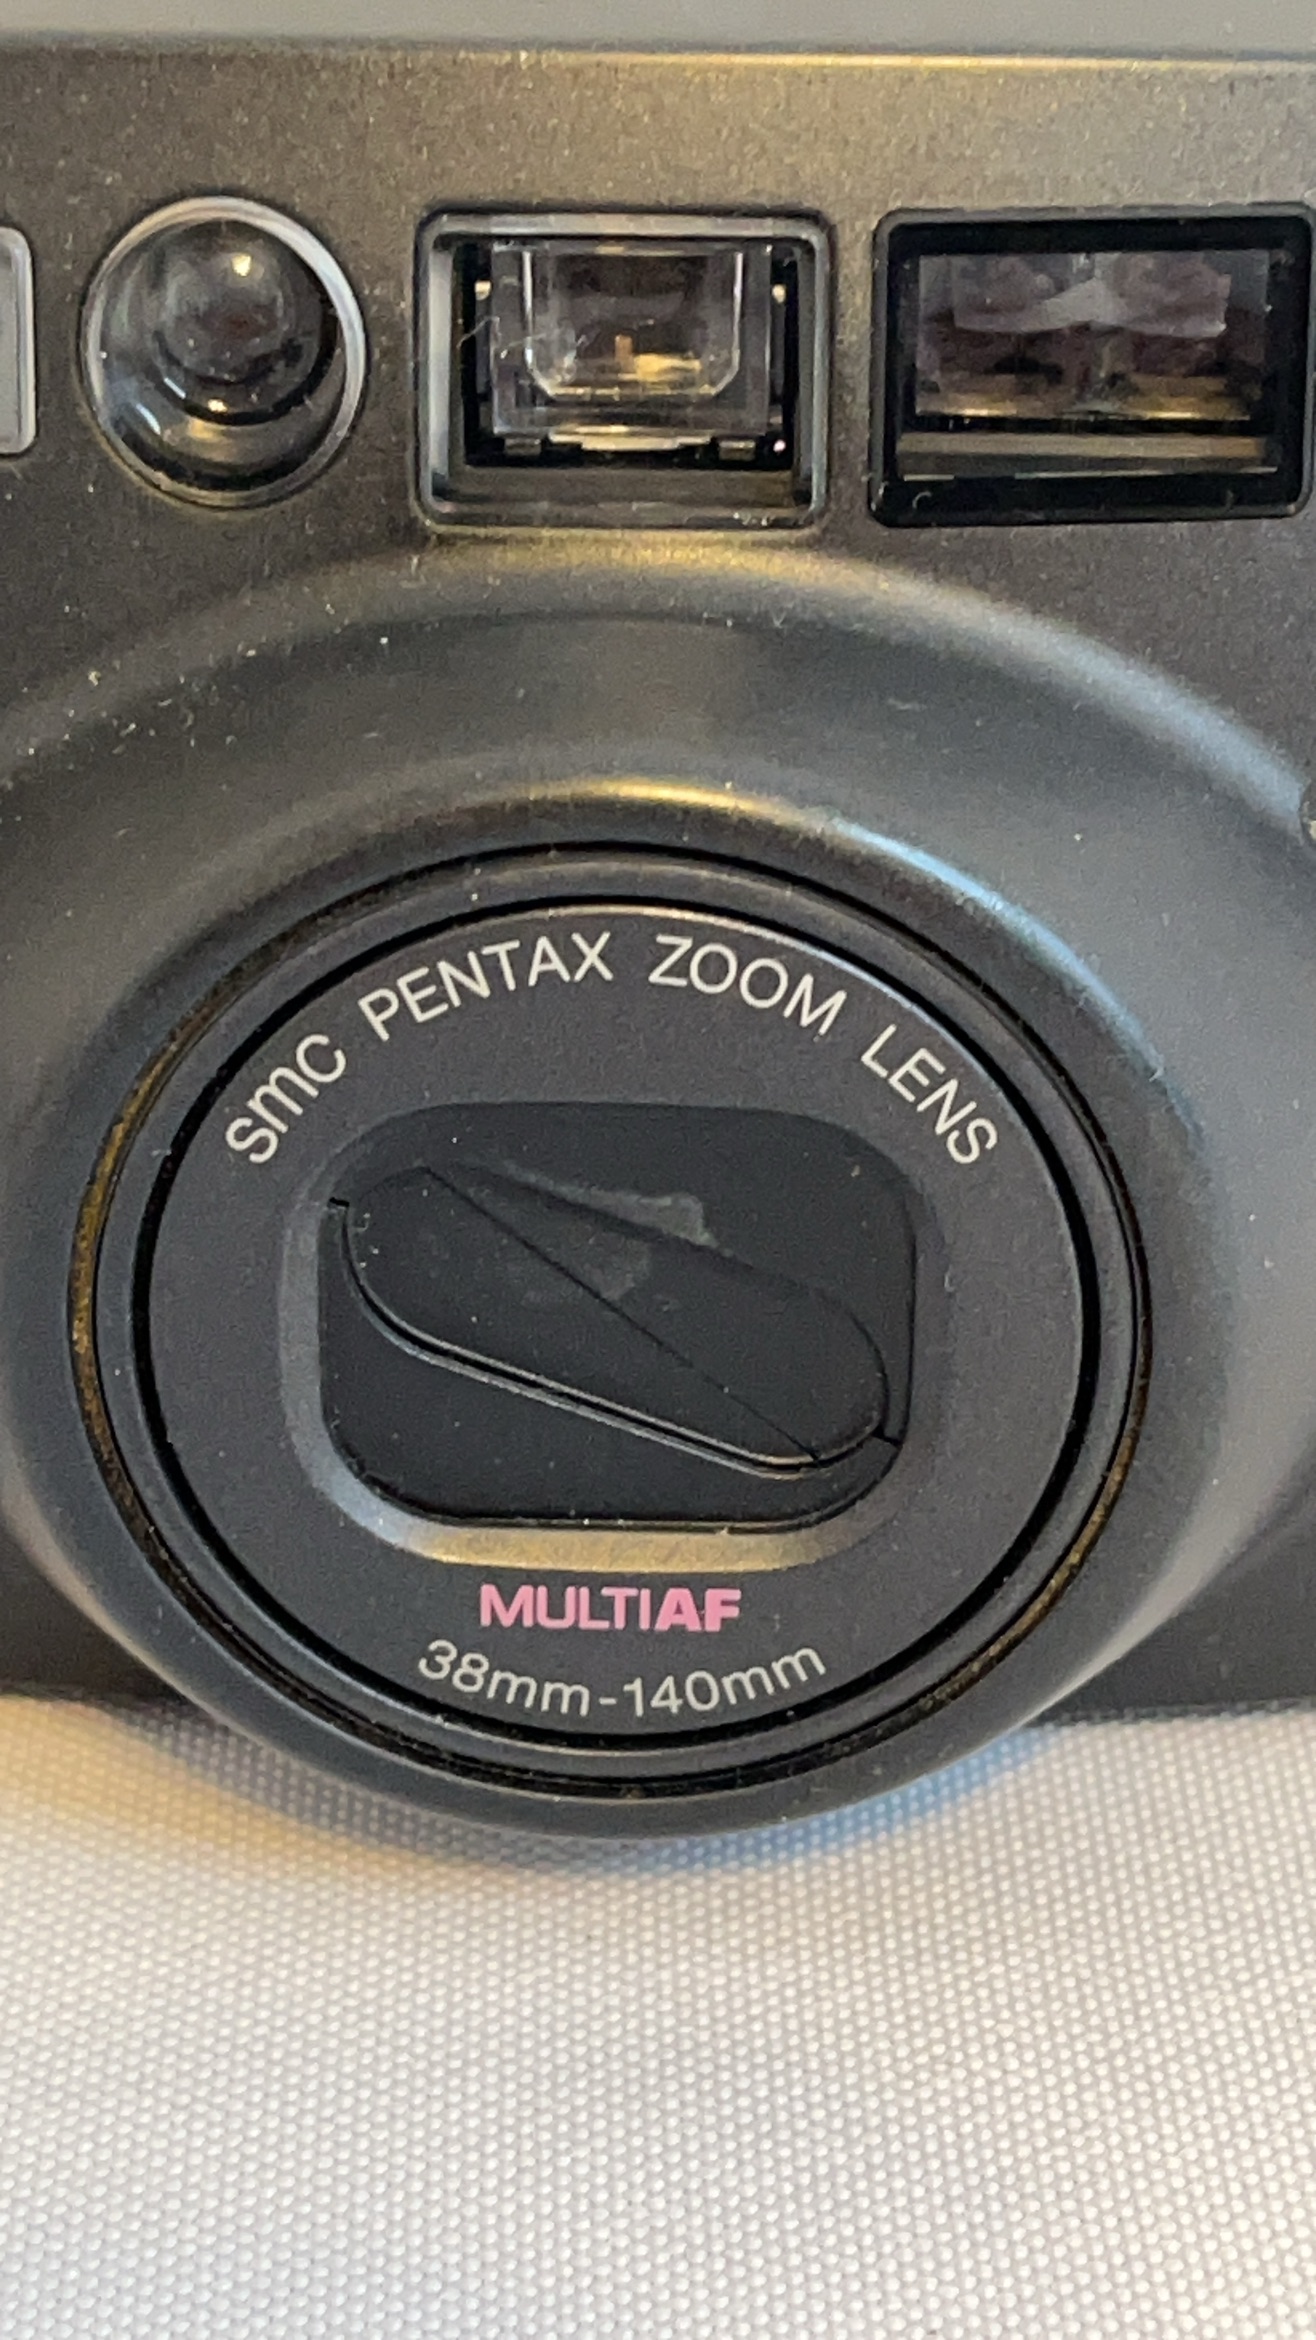 smc PENTAX ZOOM LENS
MULTIAF
38mm-140mm